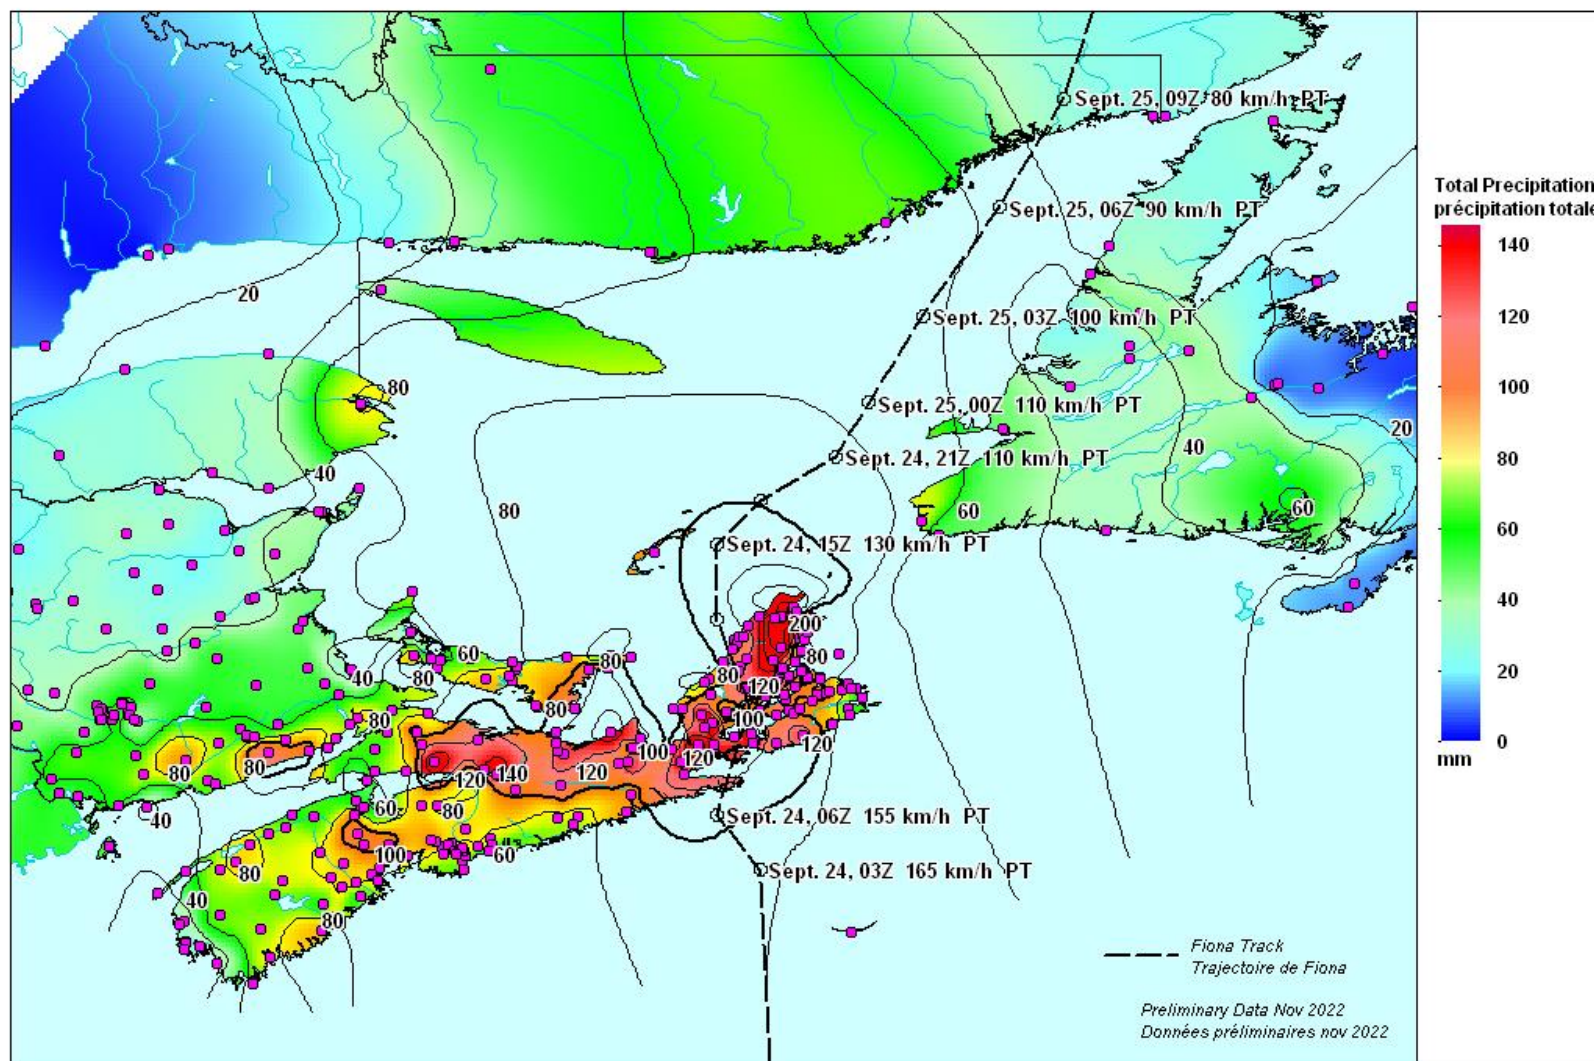 Sept. 25, 09Z 80 km/h PT
Total Precipitation
précipitation totale
Sept. 25, 06Z 90 km/h PT
140
20
Sept. 25, 03Z 100 km/h PT
120
80
100
Sept. 25, 00Z 110 km/h PT
20
40
40
Sept. 24, 21Z 110 km/h PT
80
80
60
60
60
Sept. 24, 15Z 130 km/h PT
40
200
60
80
80
40
80
80
20
120
80
80
100
120
0
mm
80
80
100
120
120
140
120
60
80
40
Sept. 24, 06Z 155 km/h PT
100
60
80
Sept. 24, 03Z 165 km/h PT
40
80
Fiona Track
Trajectoire de Fiona
Preliminary Data Nov 2022
Données préliminaires nov 2022